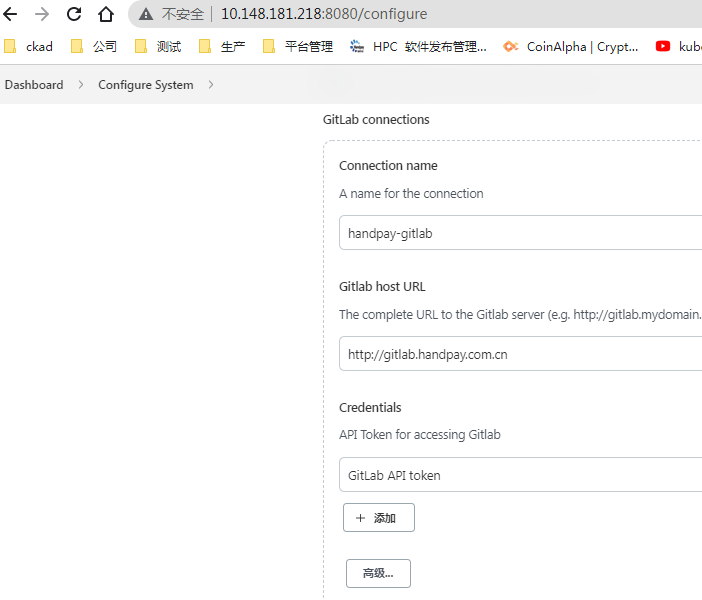 不安全 | 10.148.181.218:8080/configure
ckad 公司 测试 生产 平台管理 HPC 软件发布管理... CoinAlpha | Crypt...
Dashboard > Configure System >
GitLab connections
Connection name
A name for the connection
handpay-gitlab
Gitlab host URL
The complete URL to the Gitlab server (e.g. http://gitlab.mydomain.
http://gitlab.handpay.com.cn
Credentials
API Token for accessing Gitlab
GitLab API token
+ 添加
高级...